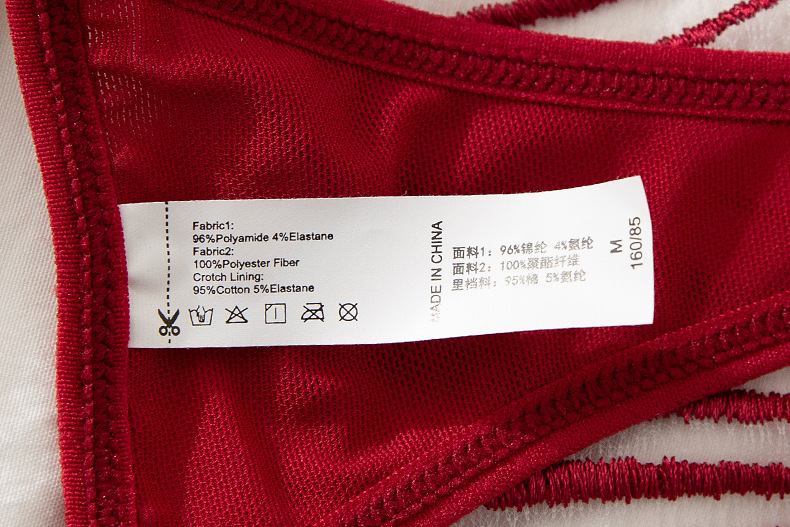 Fabric1:
96%Polyamide 4%Elastane
Fabric2:
100%Polyester Fiber
Crotch Lining:
95%Cotton 5%Elastane
MADE IN CHINA
面料1：96%锦纶 4%氨纶
面料2：100%聚酯纤维
里裆料：95%棉 5%氨纶
M
160/85